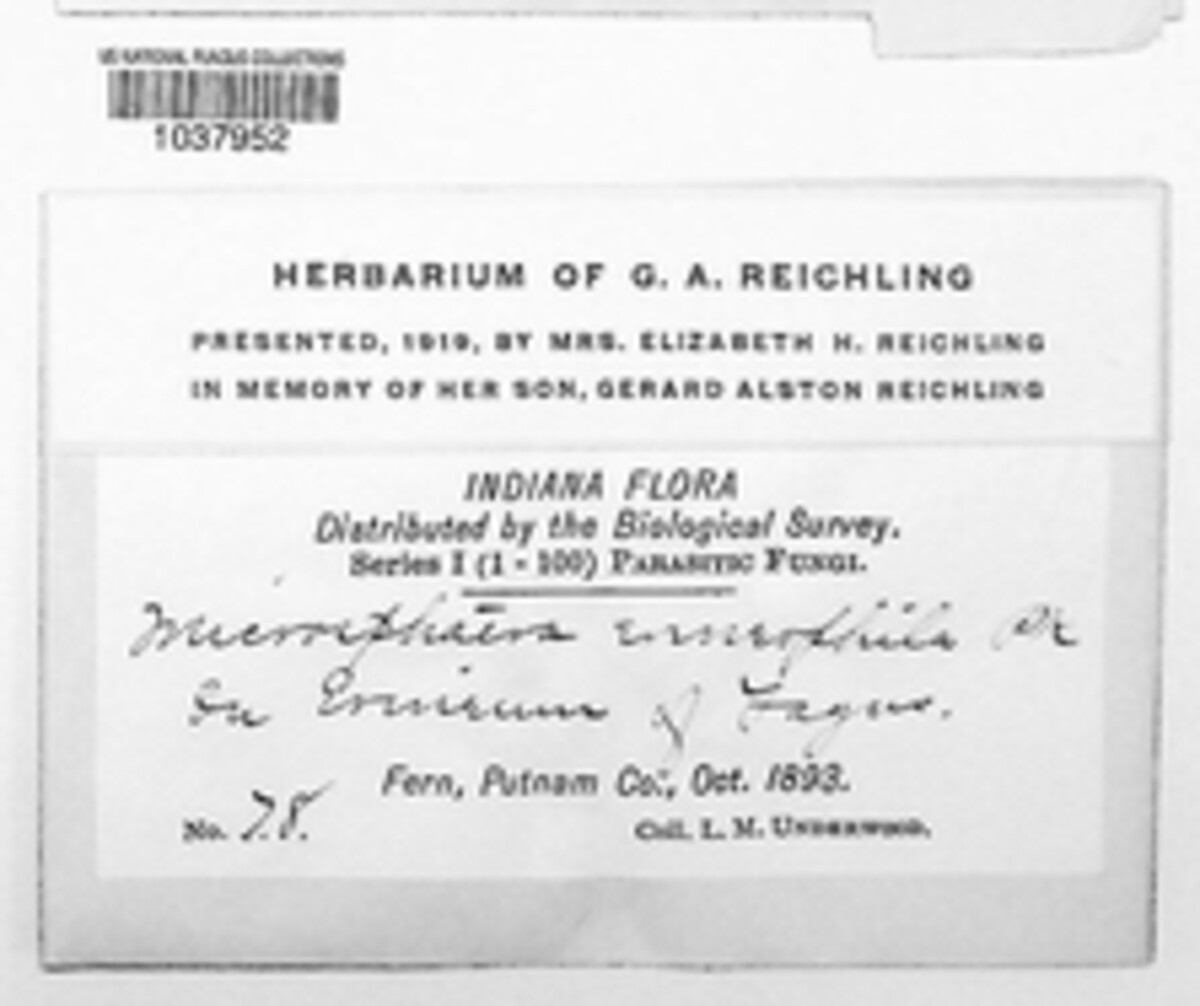 US NATIONAL FUNGUS COLLECTIONS
1037952
HERBARIUM OF G. A. REICHLING
PRESENTED, 1919, BY MRS. ELIZABETH H. REICHLING
IN MEMORY OF HER SON, GERARD ALSTON REICHLING
INDIANA FLORA
Distributed by the Biological Survey.
Series I (1 - 100) PARASITIC FUNGI.
Microsphaera erineophila Pk
On Erineum of Fagus.
Fern, Putnam Co., Oct. 1893.
No. 78.
Coll. L. M. UNDERWOOD.